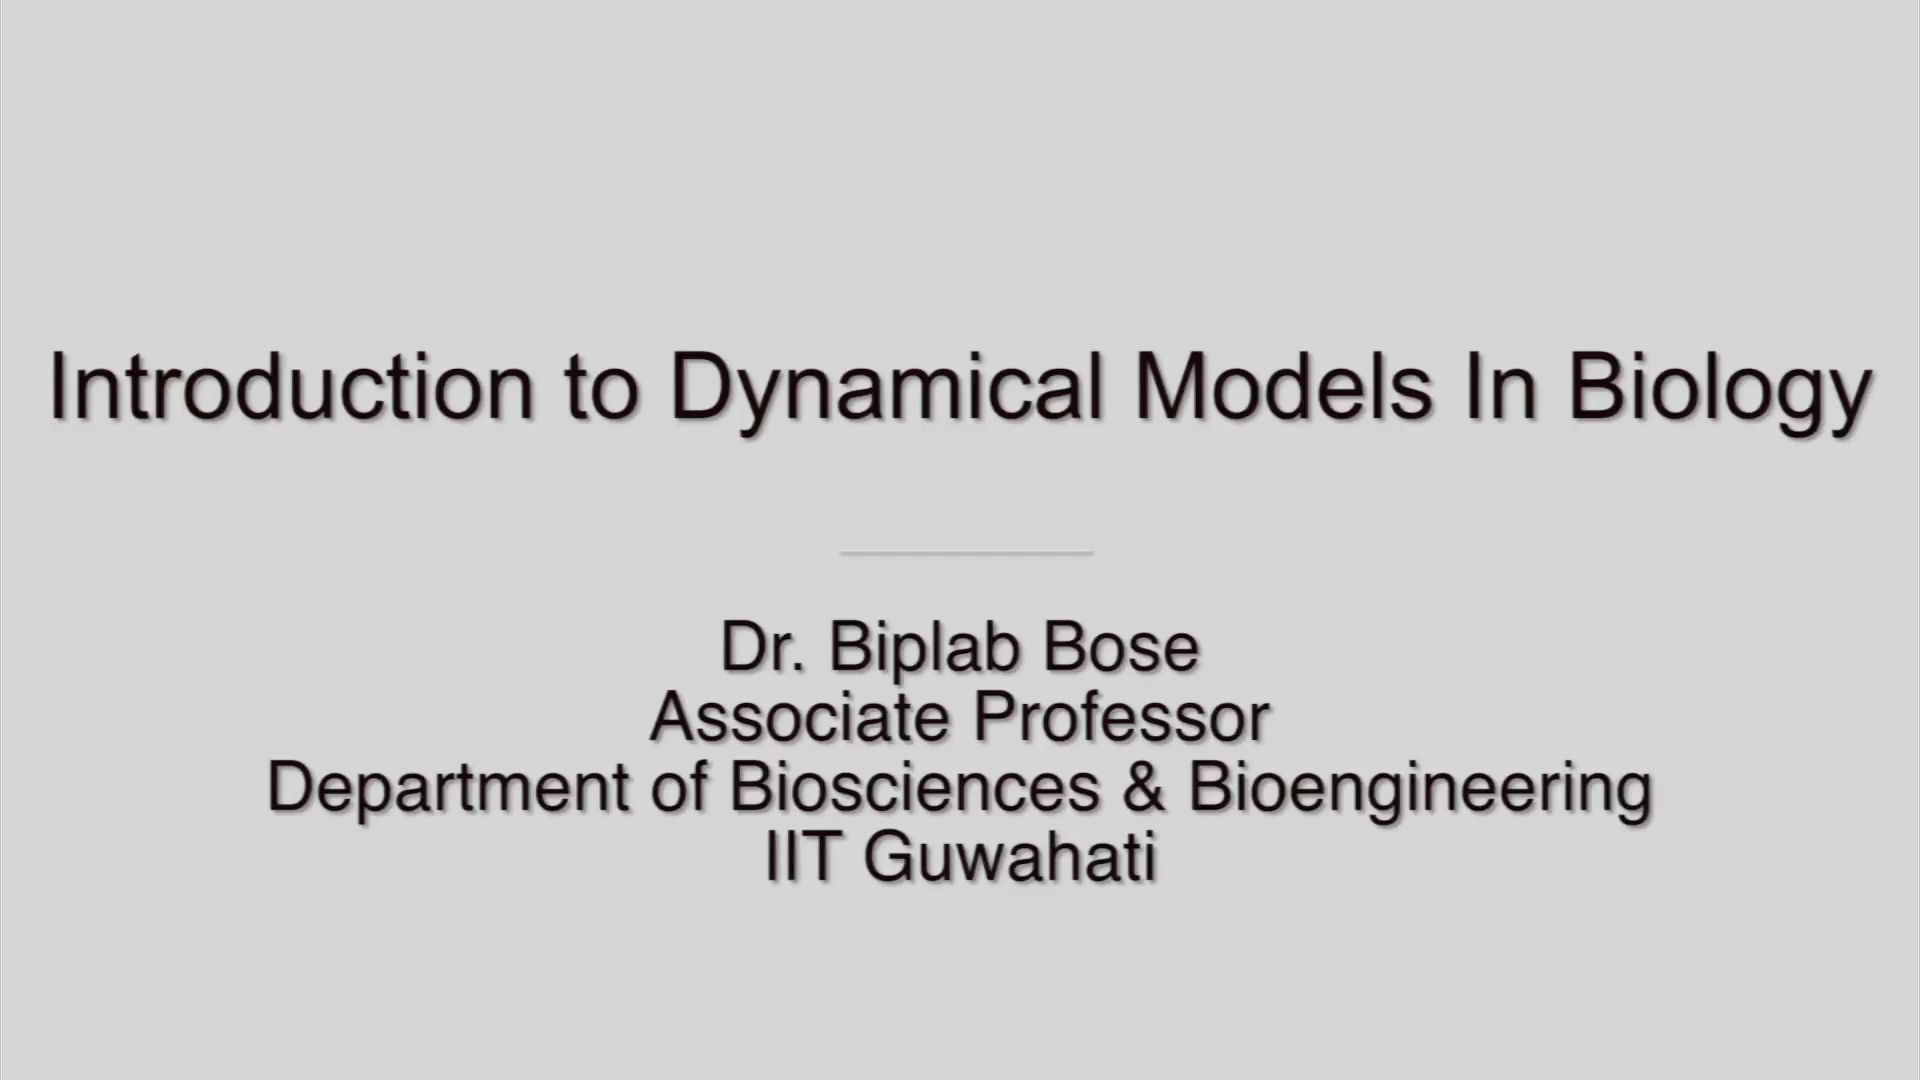 Introduction to Dynamical Models In Biology
Dr. Biplab Bose
Associate Professor
Department of Biosciences & Bioengineering
IIT Guwahati